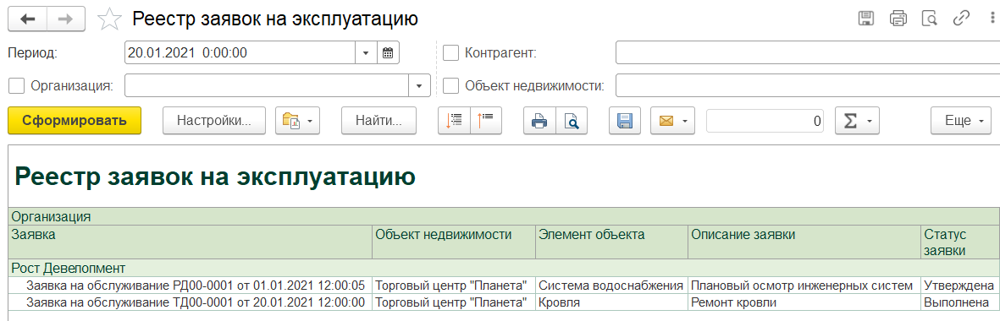 Реестр заявок на эксплуатацию
Период: 20.01.2021 0:00:00 Контрагент:
Организация: Объект недвижимости:
Сформировать Настройки... Найти... 0 Σ Еще
Реестр заявок на эксплуатацию
Организация
Заявка Объект недвижимости Элемент объекта Описание заявки Статус
заявки
Рост Девелопмент
Заявка на обслуживание РД00-0001 от 01.01.2021 12:00:05 Торговый центр "Планета" Система водоснабжения Плановый осмотр инженерных систем Утверждена
Заявка на обслуживание ТД00-0001 от 20.01.2021 12:00:00 Торговый центр "Планета" Кровля Ремонт кровли Выполнена